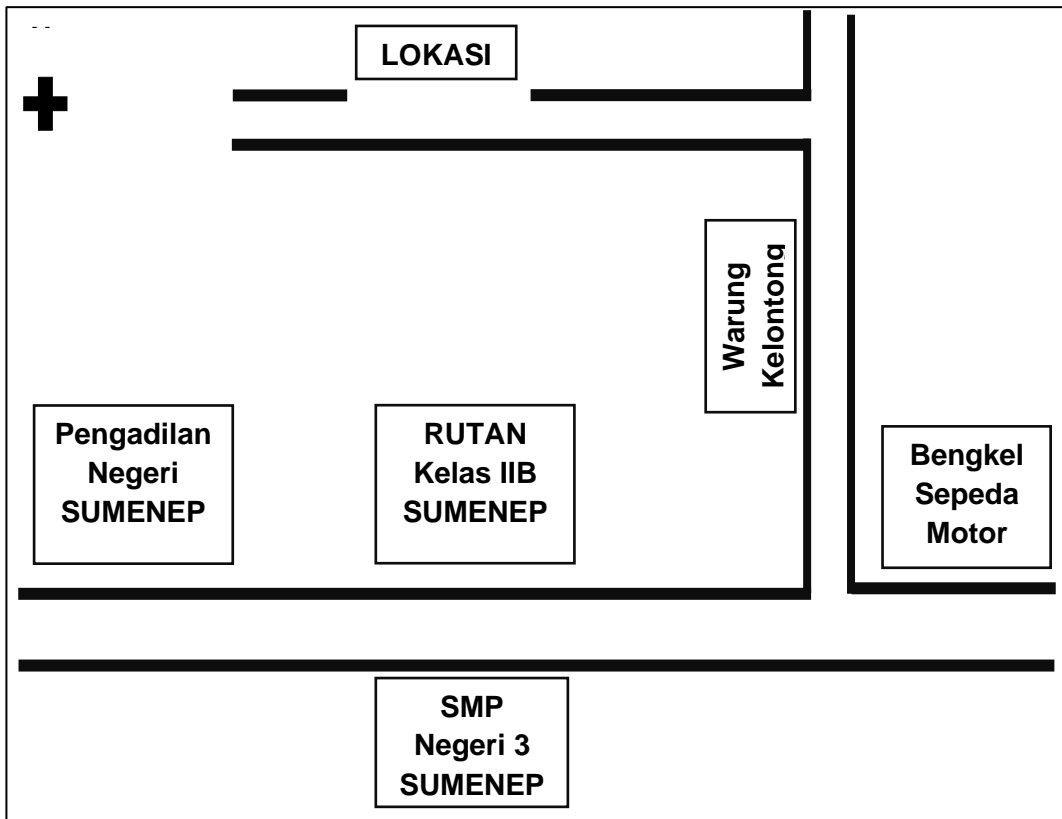 LOKASI
Warung
Kelontong
Pengadilan
Negeri
SUMENEP
RUTAN
Kelas IIB
SUMENEP
Bengkel
Sepeda
Motor
SMP
Negeri 3
SUMENEP